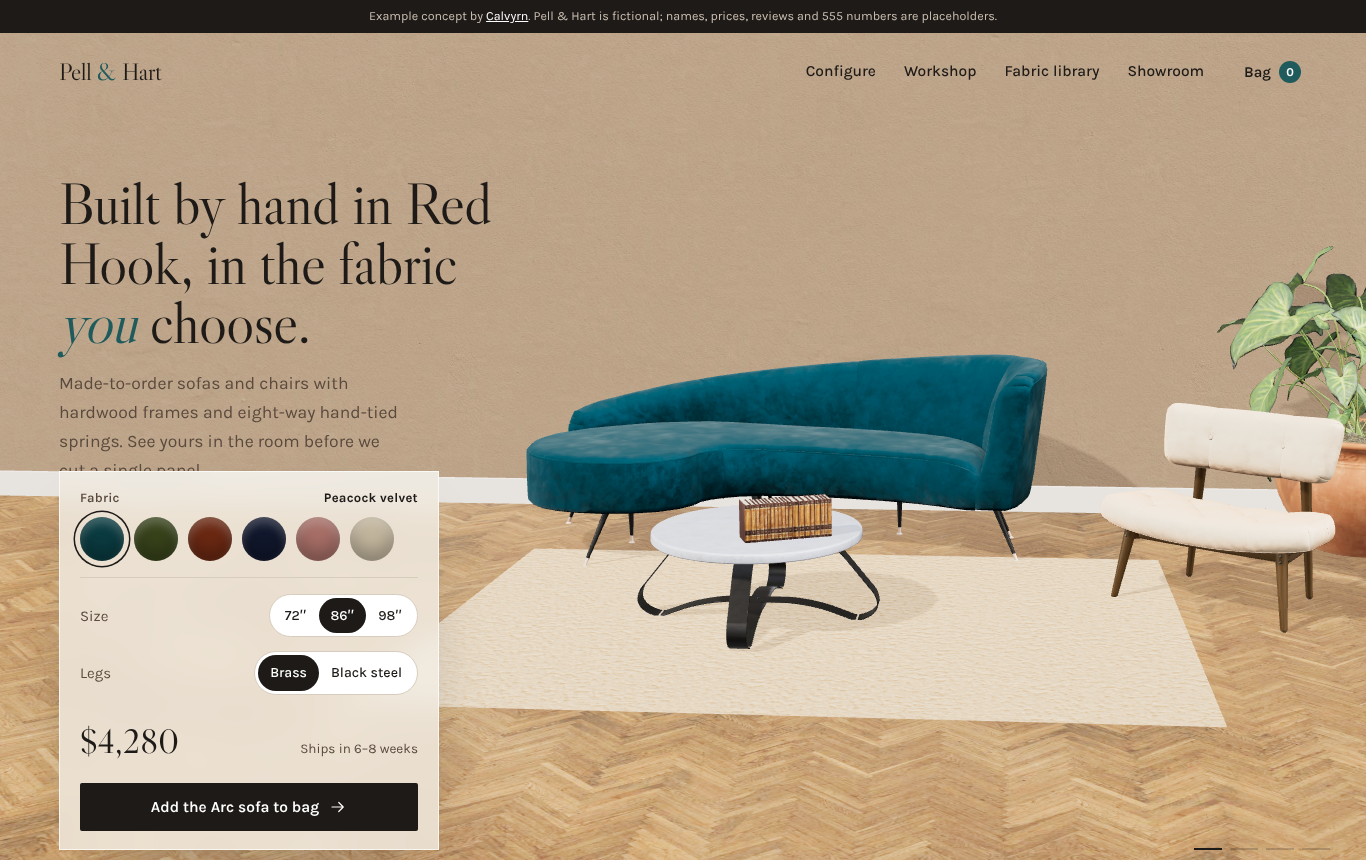 Example concept by Calvyrn. Pell & Hart is fictional; names, prices, reviews and 555 numbers are placeholders.
Pell & Hart
Configure
Workshop
Fabric library
Showroom
Bag 0
Built by hand in Red
Hook, in the fabric
you choose.
Made-to-order sofas and chairs with
hardwood frames and eight-way hand-tied
springs. See yours in the room before we
cut a single panel.
Fabric
Peacock velvet
Size
72″
86″
98″
Legs
Brass
Black steel
$4,280
Ships in 6–8 weeks
Add the Arc sofa to bag →